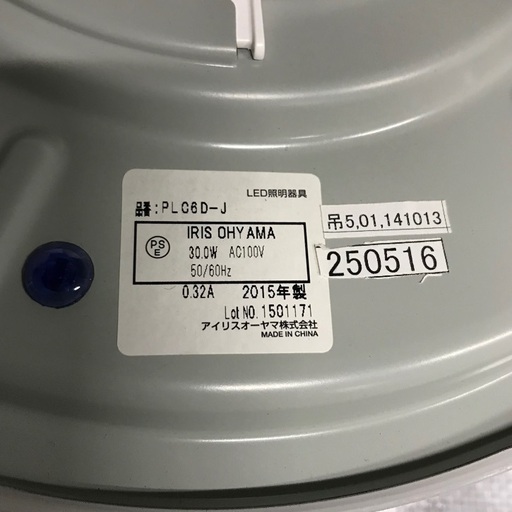 LED照明器具
品番:PLC6D-J
PS
E
IRIS OHYAMA
30.0W AC100V
50/60Hz
0.32A 2015年製
Lot NO.1501171
アイリスオーヤマ株式会社
MADE IN CHINA
吊5,01,141013
250516